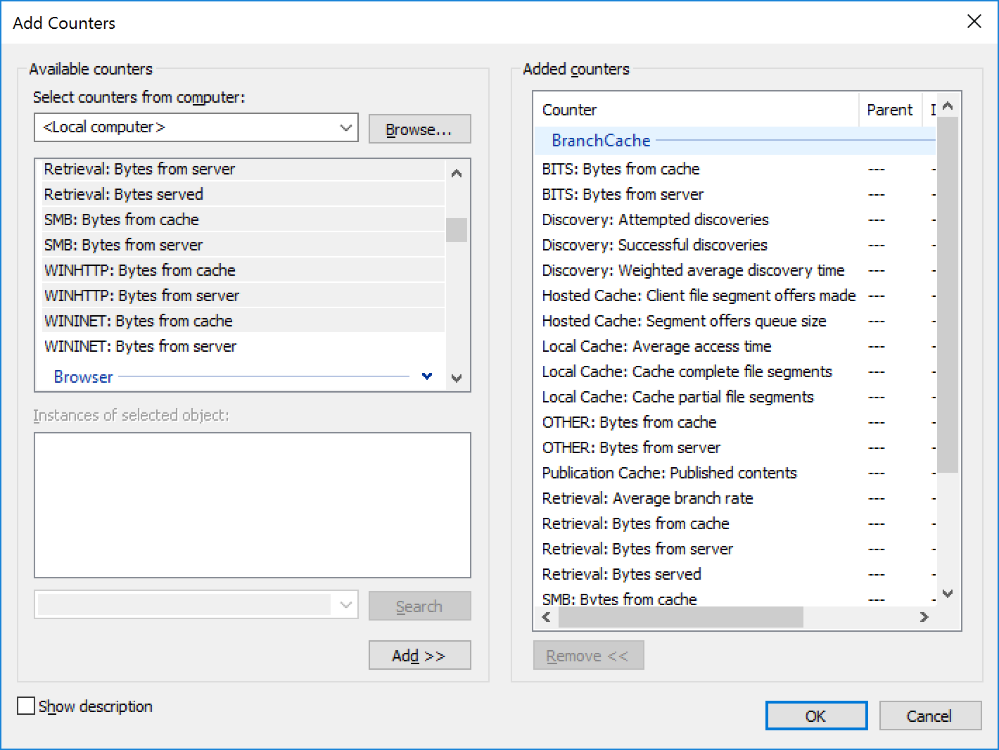 Add Counters
Available counters
Select counters from computer:
<Local computer>
Browse...
Retrieval: Bytes from server
Retrieval: Bytes served
SMB: Bytes from cache
SMB: Bytes from server
WINHTTP: Bytes from cache
WINHTTP: Bytes from server
WININET: Bytes from cache
WININET: Bytes from server
Browser
Instances of selected object:
Search
Add >>
Show description
Added counters
Counter Parent I
BranchCache
BITS: Bytes from cache --- -
BITS: Bytes from server --- -
Discovery: Attempted discoveries --- -
Discovery: Successful discoveries --- -
Discovery: Weighted average discovery time --- -
Hosted Cache: Client file segment offers made --- -
Hosted Cache: Segment offers queue size --- -
Local Cache: Average access time --- -
Local Cache: Cache complete file segments --- -
Local Cache: Cache partial file segments --- -
OTHER: Bytes from cache --- -
OTHER: Bytes from server --- -
Publication Cache: Published contents --- -
Retrieval: Average branch rate --- -
Retrieval: Bytes from cache --- -
Retrieval: Bytes from server --- -
Retrieval: Bytes served --- -
SMB: Bytes from cache --- -
Remove <<
OK
Cancel